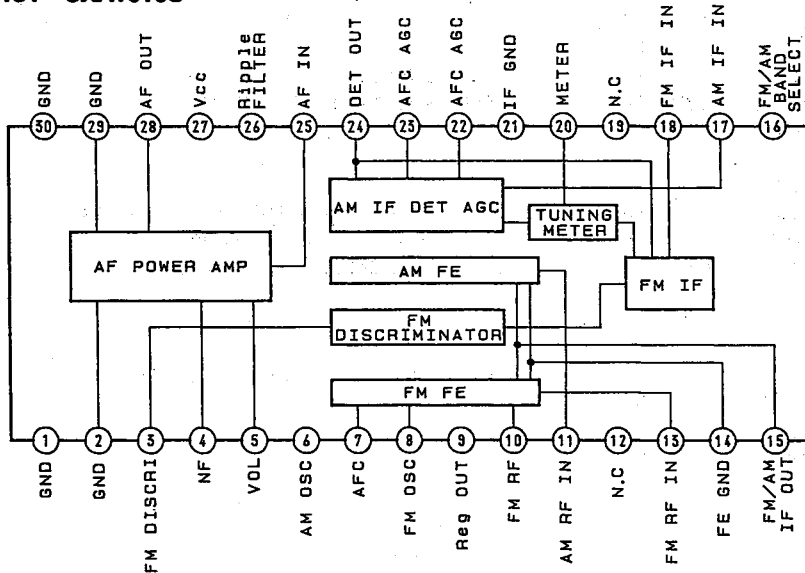 GND
GND
AF OUT
Vcc
Ripple
FILTER
AF IN
DET OUT
AFC AGC
AFC AGC
IF GND
METER
N.C
FM IF IN
AM IF IN
FM/AM
BAND
SELECT
30 29 28 27 26 25 24 23 22 21 20 19 18 17 16
AM IF DET AGC
TUNING
METER
AF POWER AMP
AM FE
FM IF
FM
DISCRIMINATOR
FM FE
1 2 3 4 5 6 7 8 9 10 11 12 13 14 15
GND
GND
FM DISCRI
NF
VOL
AM OSC
AFC
FM OSC
Reg OUT
FM RF
AM RF IN
N.C
FM RF IN
FE GND
FM/AM
IF OUT